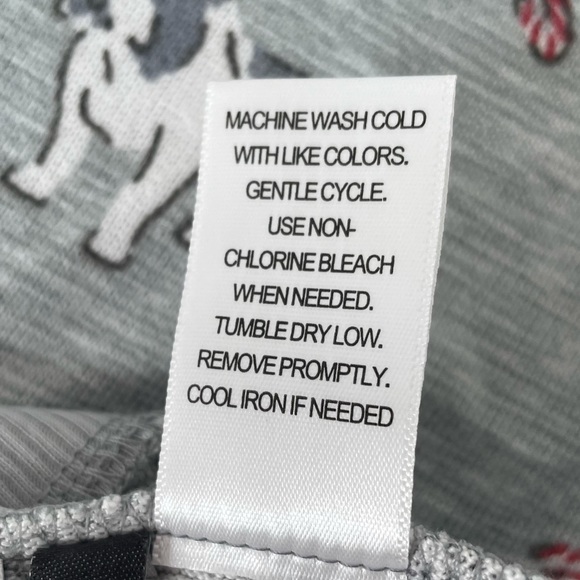 MACHINE WASH COLD
WITH LIKE COLORS.
GENTLE CYCLE.
USE NON-
CHLORINE BLEACH
WHEN NEEDED.
TUMBLE DRY LOW.
REMOVE PROMPTLY.
COOL IRON IF NEEDED